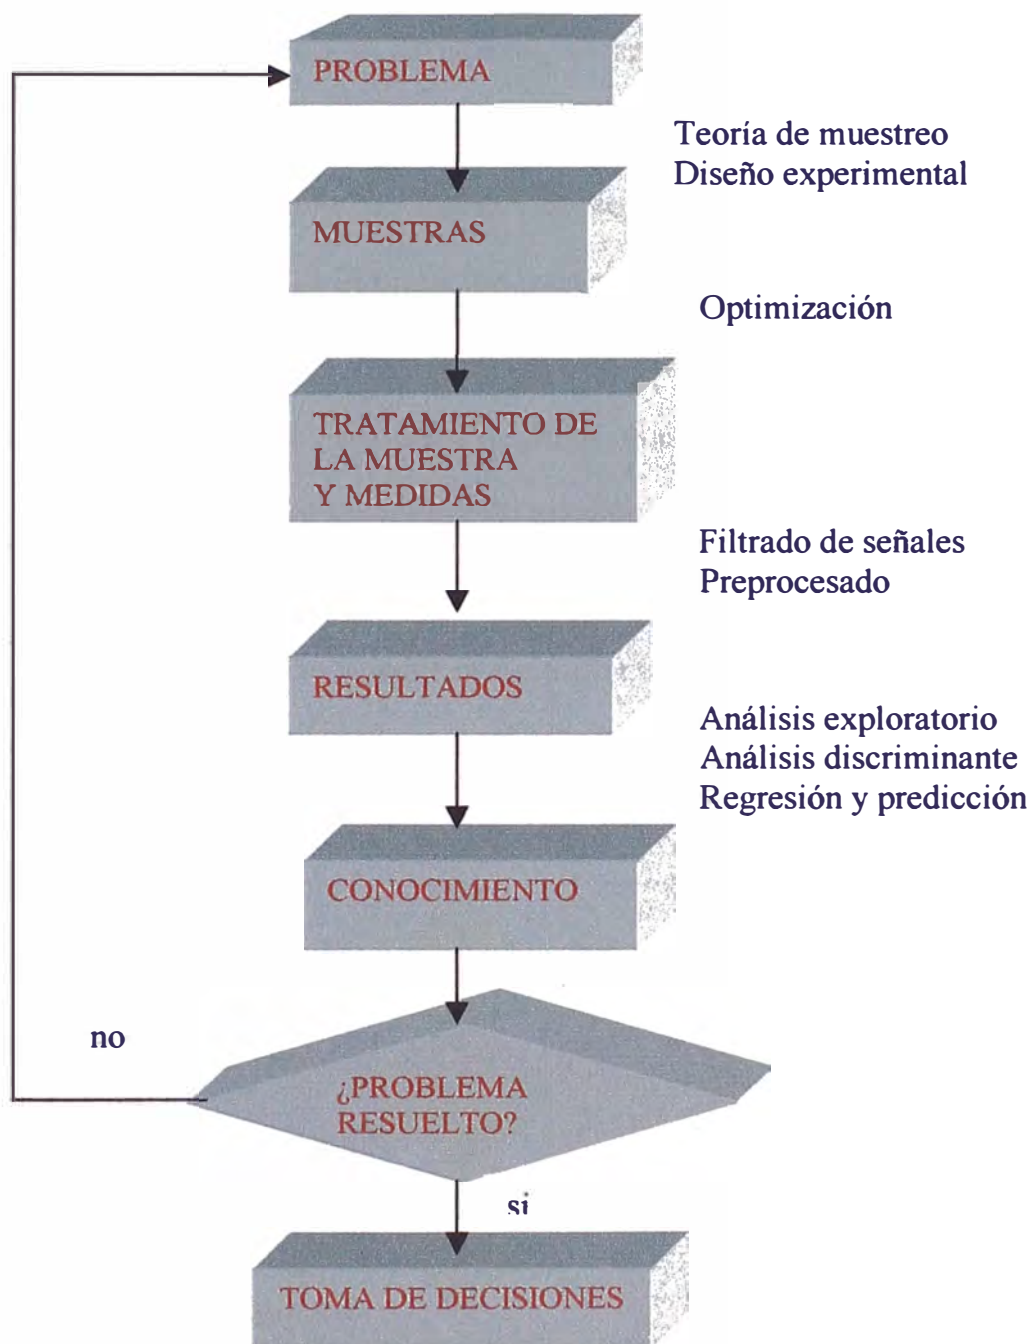 PROBLEMA
Teoría de muestreo
Diseño experimental
MUESTRAS
Optimización
TRATAMIENTO DE
LA MUESTRA
Y MEDIDAS
Filtrado de señales
Preprocesado
RESULTADOS
Análisis exploratorio
Análisis discriminante
Regresión y predicción
CONOCIMIENTO
no
¿PROBLEMA
RESUELTO?
si
TOMA DE DECISIONES